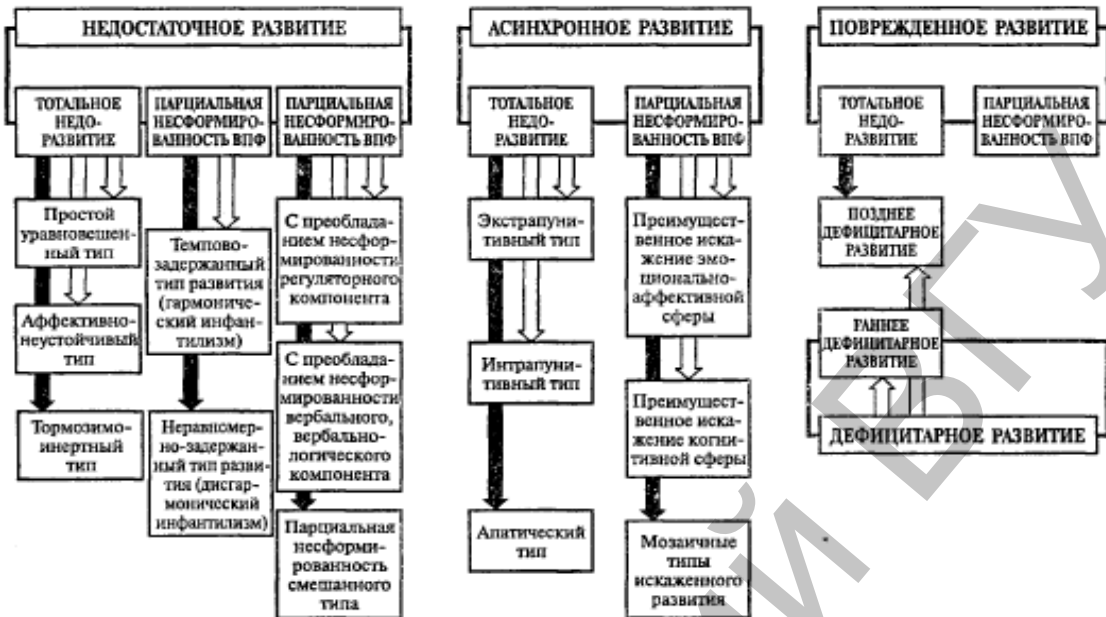 НЕДОСТАТОЧНОЕ РАЗВИТИЕ
ТОТАЛЬНОЕ
НЕДО-
РАЗВИТИЕ
ПАРЦИАЛЬНАЯ
НЕСФОРМИРО-
ВАННОСТЬ ВПФ
ПАРЦИАЛЬНАЯ
НЕСФОРМИРО-
ВАННОСТЬ ВПФ
Простой
уравновешен-
ный тип
Аффективно-
неустойчивый
тип
Тормозимо-
инертный
тип
Темпово-
задержанный
тип развития
(гармониче-
ский инфан-
тилизм)
Неравномер-
но-задержан-
ный тип разви-
тия (дисгар-
монический
инфантилизм)
С преоблада-
нием несфор-
мированности
регуляторного
компонента
С преоблада-
нием несфор-
мированности
вербального,
вербально-
логического
компонента
Парциальная
несформи-
рованность
смешанного
типа
АСИНХРОННОЕ РАЗВИТИЕ
ТОТАЛЬНОЕ
НЕДО-
РАЗВИТИЕ
ПАРЦИАЛЬНАЯ
НЕСФОРМИРО-
ВАННОСТЬ ВПФ
Экстрапуни-
тивный тип
Интрапуни-
тивный тип
Апатический
тип
Преимущест-
венное иска-
жение эмо-
ционально-
аффективной
сферы
Преимущест-
венное иска-
жение когни-
тивной сферы
Мозаичные
типы
искаженного
развития
ПОВРЕЖДЕННОЕ РАЗВИТИЕ
ТОТАЛЬНОЕ
НЕДО-
РАЗВИТИЕ
ПАРЦИАЛЬНАЯ
НЕСФОРМИРО-
ВАННОСТЬ ВПФ
ПОЗДНЕЕ
ДЕФИЦИТАРНОЕ
РАЗВИТИЕ
РАННЕЕ
ДЕФИЦИТАРНОЕ
РАЗВИТИЕ
ДЕФИЦИТАРНОЕ РАЗВИТИЕ
ВГУ